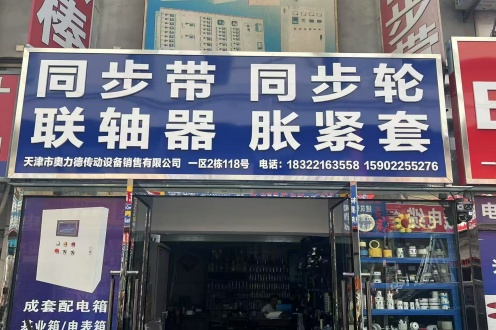 同步带 同步轮
联轴器 胀紧套
天津市奥力德传动设备销售有限公司 一区2栋118号 电话：18322163558 15902255276
成套配电箱